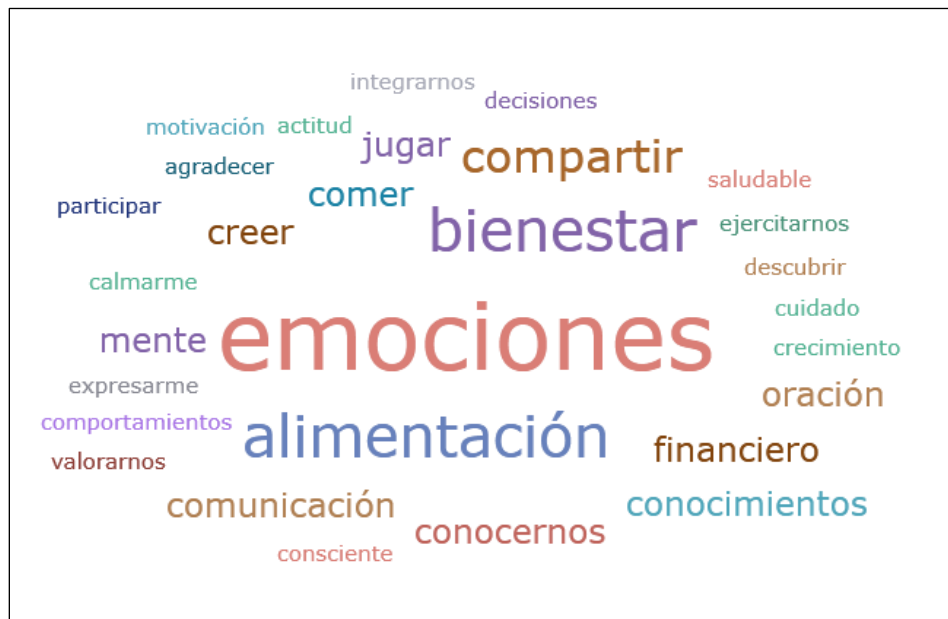 integrarnos
decisiones
motivación actitud
jugar compartir
agradecer
saludable
comer
participar
bienestar ejercitarnos
creer
descubrir
calmarme
cuidado
emociones
mente crecimiento
expresarme
oración
comportamientos
alimentación
financiero
valorarnos
comunicación conocimientos
conocernos
consciente